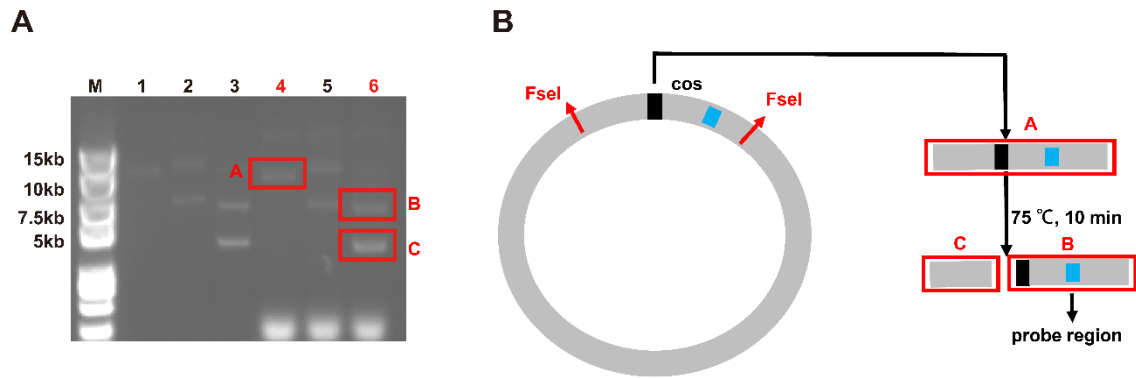 A
M 1 2 3 4 5 6
15kb
10kb
7.5kb
5kb
A
B
C
B
FseI
cos
FseI
A
75 ℃, 10 min
C
B
probe region